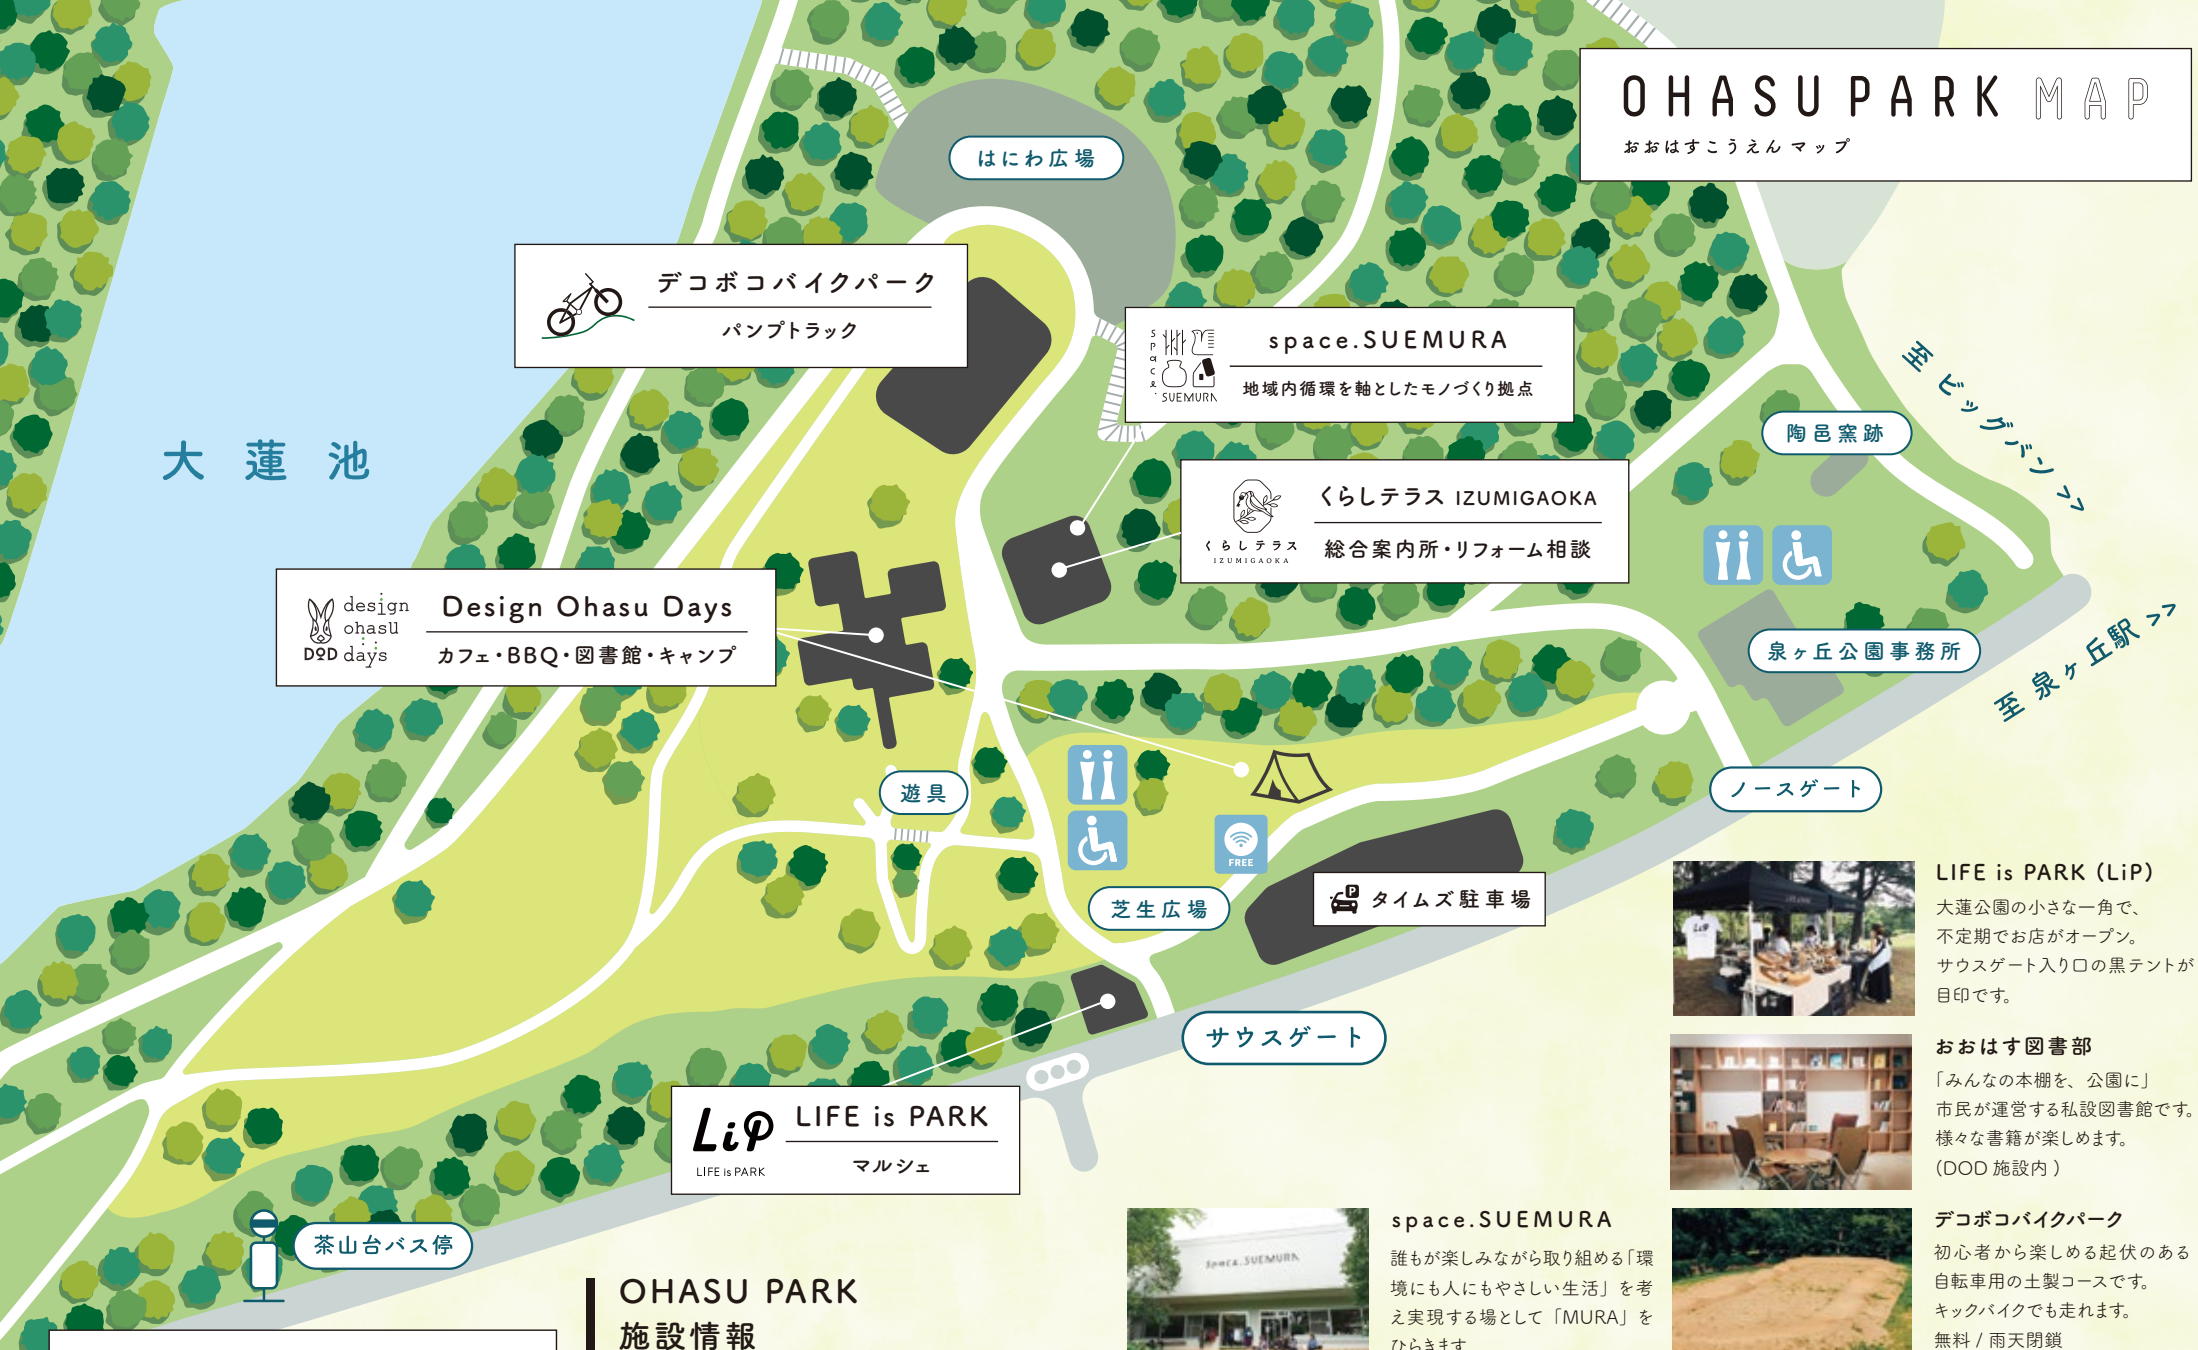 OHASU PARK MAP
おおはすこうえん マップ
はにわ広場
デコボコバイクパーク
パンプトラック
space.SUEMURA
space.SUEMURA
地域内循環を軸としたモノづくり拠点
至 ビッグバン >>
陶邑窯跡
大蓮池
くらしテラス
IZUMIGAOKA
くらしテラス IZUMIGAOKA
総合案内所・リフォーム相談
design
ohasu
days
DOD
Design Ohasu Days
カフェ・BBQ・図書館・キャンプ
泉ヶ丘公園事務所
至 泉ヶ丘駅 >>
遊具
ノースゲート
FREE
芝生広場
P
タイムズ駐車場
サウスゲート
LiP
LIFE is PARK
LIFE is PARK
マルシェ
茶山台バス停
LIFE is PARK (LiP)
大蓮公園の小さな一角で、
不定期でお店がオープン。
サウスゲート入り口の黒テントが
目印です。
LiP
おおはす図書部
「みんなの本棚を、公園に」
市民が運営する私設図書館です。
様々な書籍が楽しめます。
(DOD 施設内 )
OHASU PARK
施設情報
space.SUEMURA
space.SUEMURA
誰もが楽しみながら取り組める「環
境にも人にもやさしい生活」を考
え実現する場として「MURA」を
ひらきます。
デコボコバイクパーク
初心者から楽しめる起伏のある
自転車用の土製コースです。
キックバイクでも走れます。
無料 / 雨天閉鎖